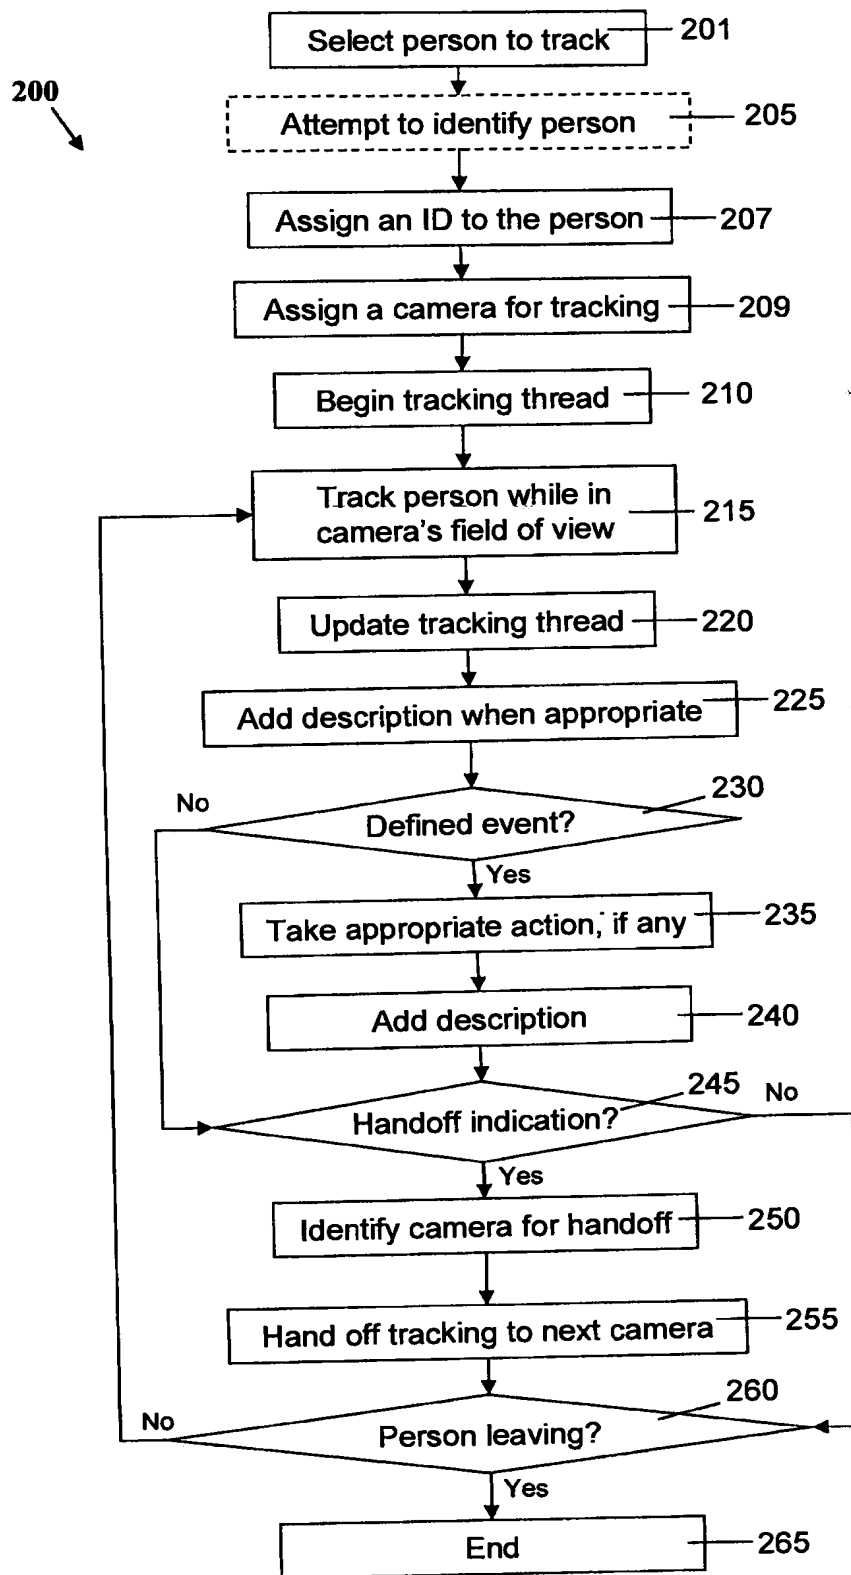 Select person to track 201
200
Attempt to identify person 205
Assign an ID to the person 207
Assign a camera for tracking 209
Begin tracking thread 210
Track person while in
camera's field of view 215
Update tracking thread 220
Add description when appropriate 225
No
Defined event? 230
Yes
Take appropriate action, if any 235
Add description 240
Handoff indication? 245 No
Yes
Identify camera for handoff 250
Hand off tracking to next camera 255
No
Person leaving? 260
Yes
End 265